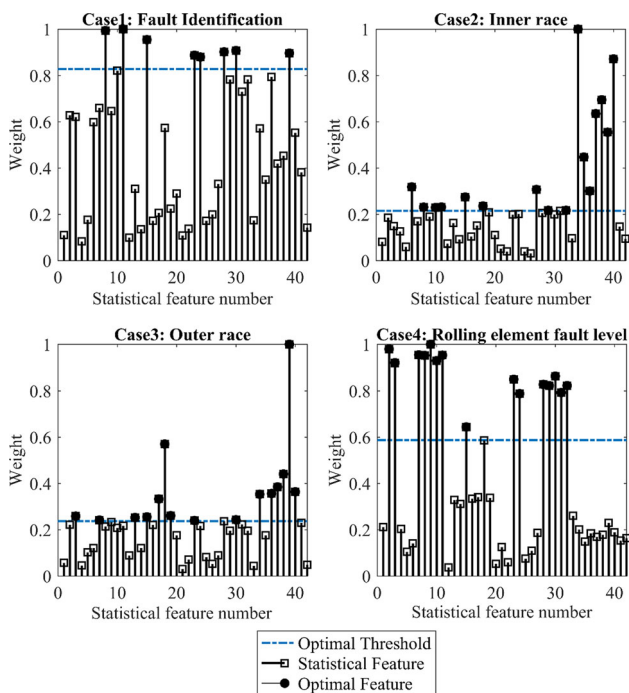 Case1: Fault Identification
Case2: Inner race
1
0.8
0.6
0.4
0.2
0
Weight
0 10 20 30 40
Statistical feature number
1
0.8
0.6
0.4
0.2
0
Weight
0 10 20 30 40
Statistical feature number
Case3: Outer race
Case4: Rolling element fault level
1
0.8
0.6
0.4
0.2
0
Weight
0 10 20 30 40
Statistical feature number
1
0.8
0.6
0.4
0.2
0
Weight
0 10 20 30 40
Statistical feature number
Optimal Threshold
Statistical Feature
Optimal Feature